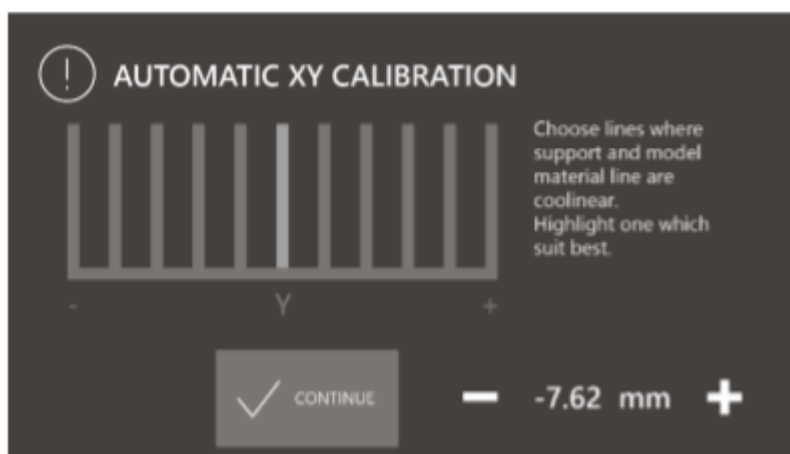 AUTOMATIC XY CALIBRATION
Choose lines where
support and model
material line are
coolinear.
Highlight one which
suit best.
- Y +
CONTINUE
-7.62 mm